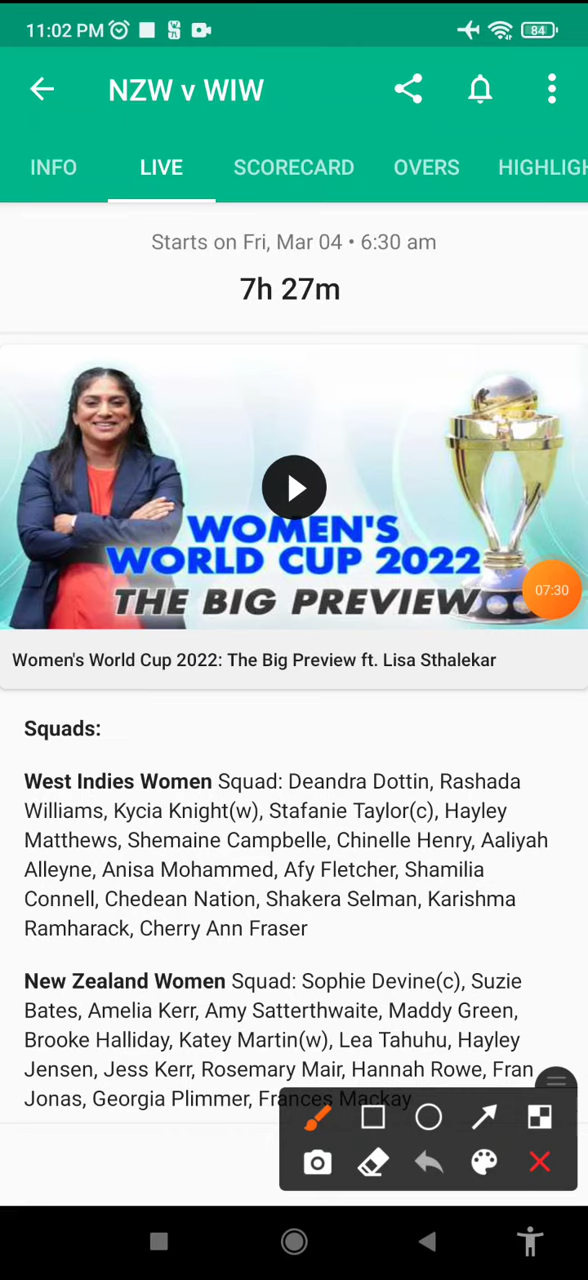 11:02 PM 84
NZW v WIW
INFO LIVE SCORECARD OVERS HIGHLIGH
Starts on Fri, Mar 04 • 6:30 am
7h 27m
WOMEN'S
WORLD CUP 2022
THE BIG PREVIEW
07:30
Women's World Cup 2022: The Big Preview ft. Lisa Sthalekar
Squads:
West Indies Women Squad: Deandra Dottin, Rashada
Williams, Kycia Knight(w), Stafanie Taylor(c), Hayley
Matthews, Shemaine Campbelle, Chinelle Henry, Aaliyah
Alleyne, Anisa Mohammed, Afy Fletcher, Shamilia
Connell, Chedean Nation, Shakera Selman, Karishma
Ramharack, Cherry Ann Fraser
New Zealand Women Squad: Sophie Devine(c), Suzie
Bates, Amelia Kerr, Amy Satterthwaite, Maddy Green,
Brooke Halliday, Katey Martin(w), Lea Tahuhu, Hayley
Jensen, Jess Kerr, Rosemary Mair, Hannah Rowe, Fran
Jonas, Georgia Plimmer, Frances Mackay